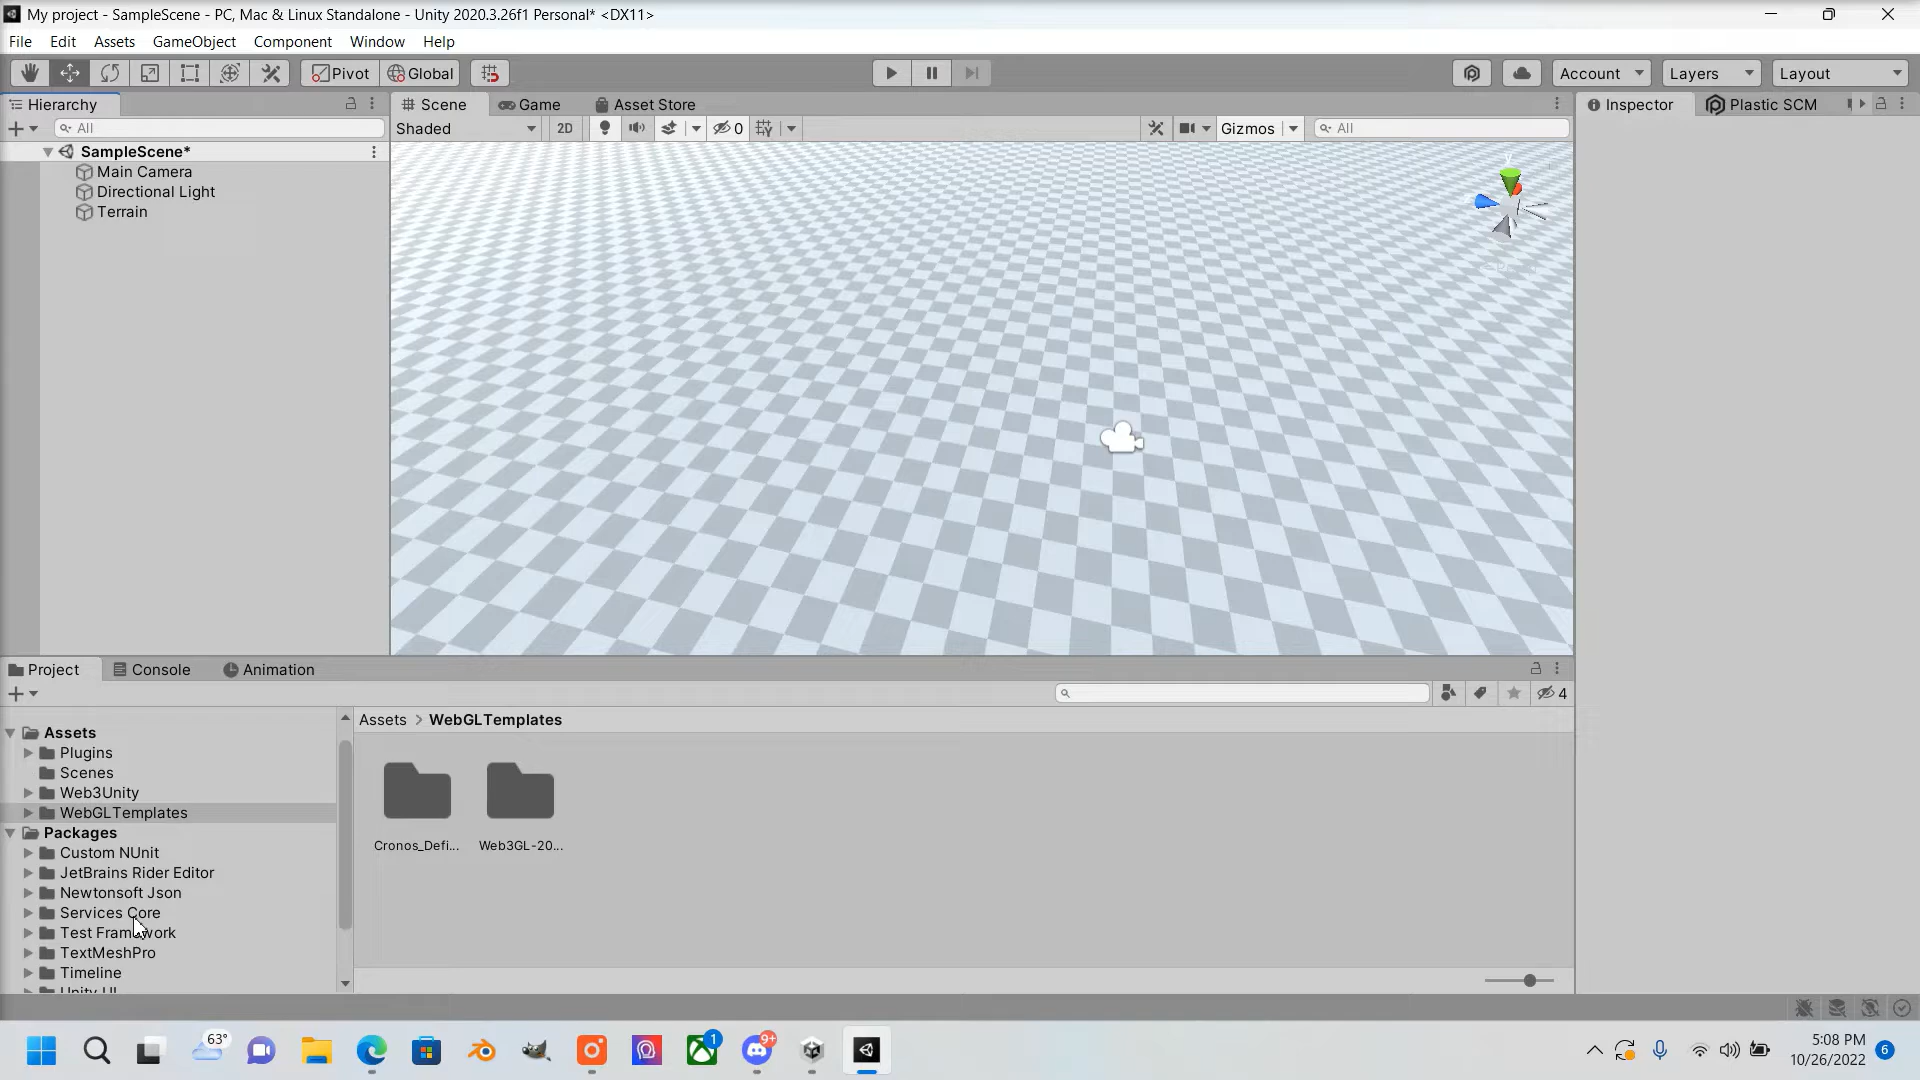 My project - SampleScene - PC, Mac & Linux Standalone - Unity 2020.3.26f1 Personal* <DX11>
File Edit Assets GameObject Component Window Help
Pivot Global Account Layers Layout
Hierarchy Scene Game Asset Store Inspector Plastic SCM
All Shaded 2D 0 Gizmos All
SampleScene*
Main Camera
Directional Light
Terrain
Project Console Animation
4
Assets > WebGLTemplates
Assets
Plugins
Scenes
Web3Unity
WebGLTemplates
Packages
Custom NUnit
JetBrains Rider Editor
Newtonsoft Json
Services Core
Test Framework
TextMeshPro
Timeline
Unity UI
Cronos_Defi... Web3GL-20...
63° 1 9+
5:08 PM
10/26/2022 6